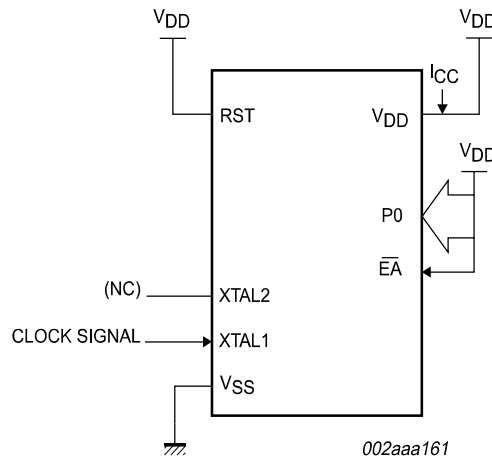 VDD
VDD
ICC
RST
VDD
VDD
P0
EA
(NC)
XTAL2
CLOCK SIGNAL
XTAL1
VSS
002aaa161